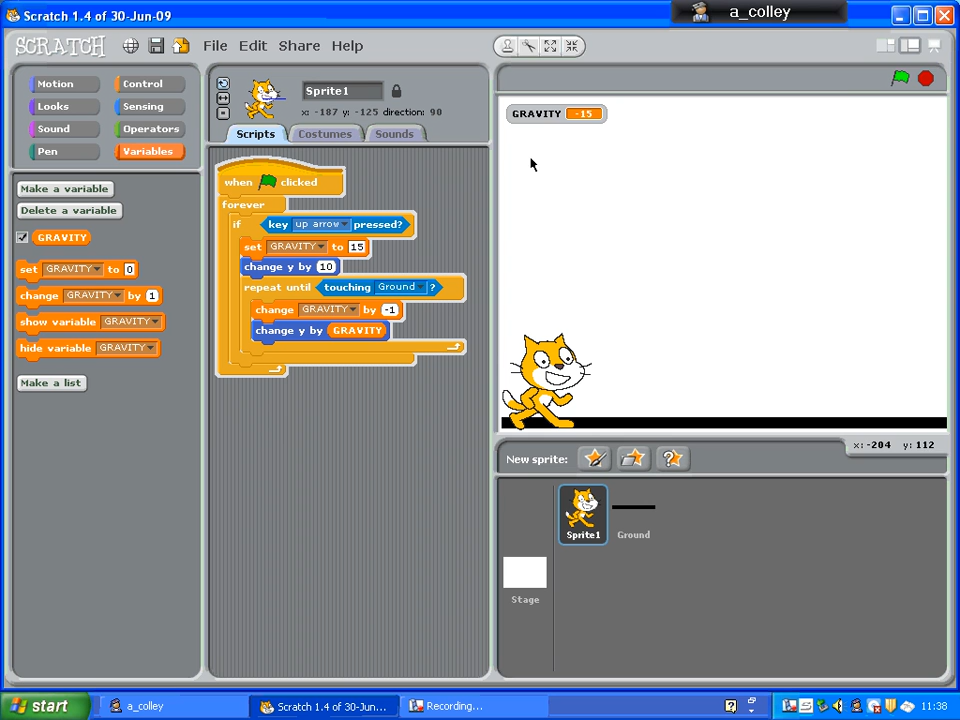 Scratch 1.4 of 30-Jun-09
a_colley
SCRATCH
File Edit Share Help
Motion Control
Looks Sensing
Sound Operators
Pen Variables
Make a variable
Delete a variable
GRAVITY
set GRAVITY to 0
change GRAVITY by 1
show variable GRAVITY
hide variable GRAVITY
Make a list
Sprite1
x: -187 y: -125 direction: 90
Scripts Costumes Sounds
when clicked
forever
if key up arrow pressed?
set GRAVITY to 15
change y by 10
repeat until touching Ground ?
change GRAVITY by -1
change y by GRAVITY
GRAVITY -15
x: -204 y: 112
New sprite:
Sprite1
Ground
Stage
start
a_colley
Scratch 1.4 of 30-Jun...
Recording...
11:38